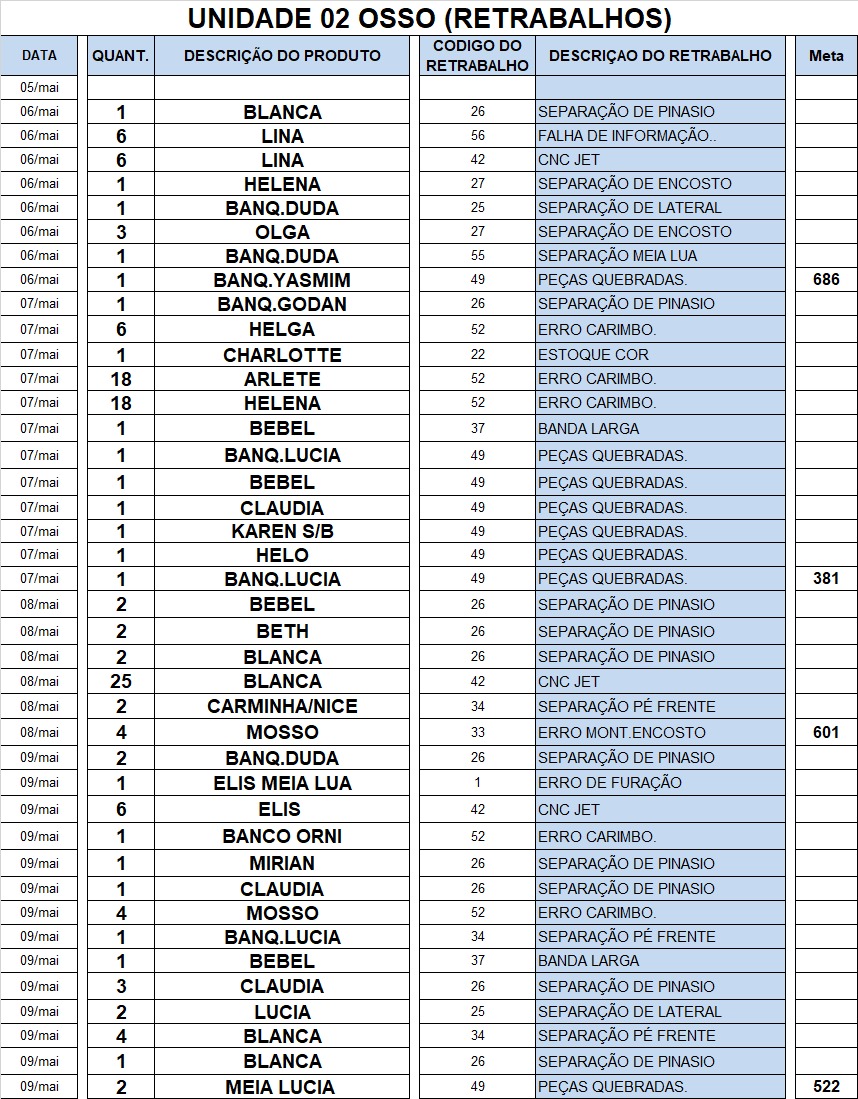 UNIDADE 02 OSSO (RETRABALHOS)
DATA QUANT. DESCRIÇÃO DO PRODUTO CODIGO DO RETRABALHO DESCRIÇAO DO RETRABALHO Meta
05/mai
06/mai 1 BLANCA 26 SEPARAÇÃO DE PINASIO
06/mai 6 LINA 56 FALHA DE INFORMAÇÃO..
06/mai 6 LINA 42 CNC JET
06/mai 1 HELENA 27 SEPARAÇÃO DE ENCOSTO
06/mai 1 BANQ.DUDA 25 SEPARAÇÃO DE LATERAL
06/mai 3 OLGA 27 SEPARAÇÃO DE ENCOSTO
06/mai 1 BANQ.DUDA 55 SEPARAÇÃO MEIA LUA
06/mai 1 BANQ.YASMIM 49 PEÇAS QUEBRADAS. 686
07/mai 1 BANQ.GODAN 26 SEPARAÇÃO DE PINASIO
07/mai 6 HELGA 52 ERRO CARIMBO.
07/mai 1 CHARLOTTE 22 ESTOQUE COR
07/mai 18 ARLETE 52 ERRO CARIMBO.
07/mai 18 HELENA 52 ERRO CARIMBO.
07/mai 1 BEBEL 37 BANDA LARGA
07/mai 1 BANQ.LUCIA 49 PEÇAS QUEBRADAS.
07/mai 1 BEBEL 49 PEÇAS QUEBRADAS.
07/mai 1 CLAUDIA 49 PEÇAS QUEBRADAS.
07/mai 1 KAREN S/B 49 PEÇAS QUEBRADAS.
07/mai 1 HELO 49 PEÇAS QUEBRADAS.
07/mai 1 BANQ.LUCIA 49 PEÇAS QUEBRADAS. 381
08/mai 2 BEBEL 26 SEPARAÇÃO DE PINASIO
08/mai 2 BETH 26 SEPARAÇÃO DE PINASIO
08/mai 2 BLANCA 26 SEPARAÇÃO DE PINASIO
08/mai 25 BLANCA 42 CNC JET
08/mai 2 CARMINHA/NICE 34 SEPARAÇÃO PÉ FRENTE
08/mai 4 MOSSO 33 ERRO MONT.ENCOSTO 601
09/mai 2 BANQ.DUDA 26 SEPARAÇÃO DE PINASIO
09/mai 1 ELIS MEIA LUA 1 ERRO DE FURAÇÃO
09/mai 6 ELIS 42 CNC JET
09/mai 1 BANCO ORNI 52 ERRO CARIMBO.
09/mai 1 MIRIAN 26 SEPARAÇÃO DE PINASIO
09/mai 1 CLAUDIA 26 SEPARAÇÃO DE PINASIO
09/mai 4 MOSSO 52 ERRO CARIMBO.
09/mai 1 BANQ.LUCIA 34 SEPARAÇÃO PÉ FRENTE
09/mai 1 BEBEL 37 BANDA LARGA
09/mai 3 CLAUDIA 26 SEPARAÇÃO DE PINASIO
09/mai 2 LUCIA 25 SEPARAÇÃO DE LATERAL
09/mai 4 BLANCA 34 SEPARAÇÃO PÉ FRENTE
09/mai 1 BLANCA 26 SEPARAÇÃO DE PINASIO
09/mai 2 MEIA LUCIA 49 PEÇAS QUEBRADAS. 522